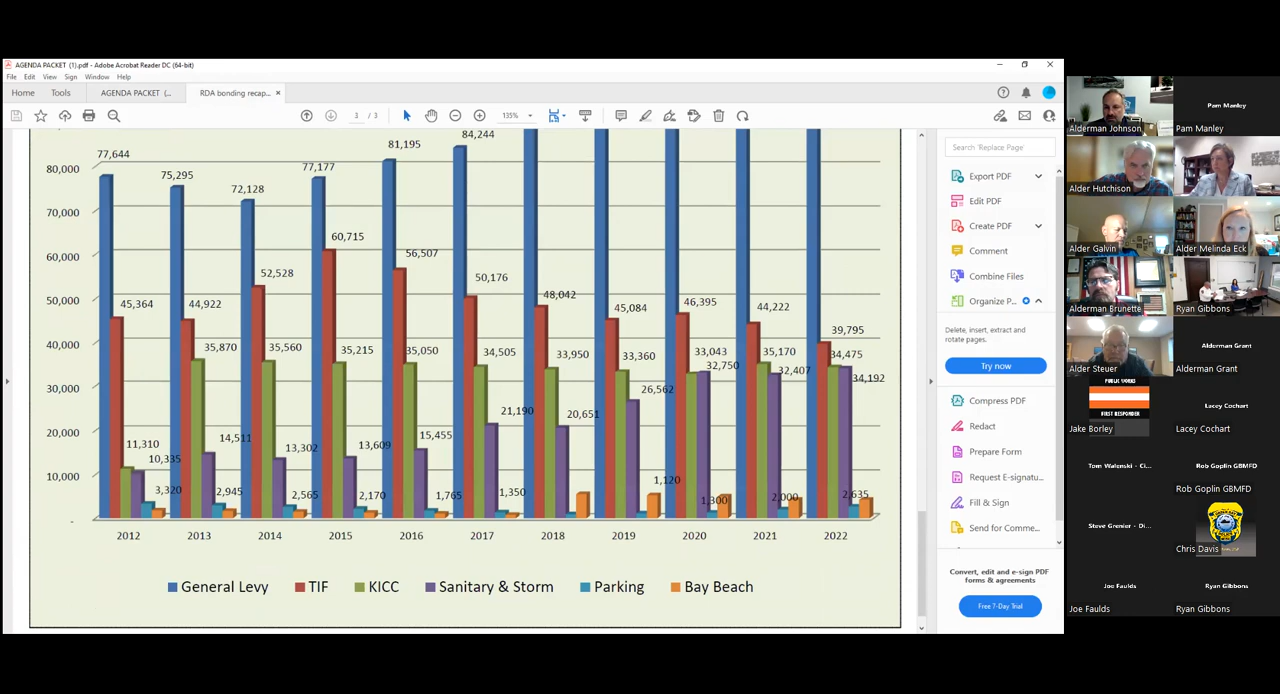 AGENDA PACKET (1).pdf - Adobe Acrobat Reader DC (64-bit)
File Edit View Sign Window Help
Home Tools AGENDA PACKET (... RDA bonding recap... ×
3 / 3 135%
77,644 75,295 72,128 77,177 81,195 84,244
80,000
70,000
60,000
50,000
40,000
30,000
20,000
10,000
-
45,364 44,922 52,528 60,715 56,507 50,176 48,042 45,084 46,395 44,222 39,795
11,310 35,870 35,560 35,215 35,050 34,505 33,950 33,360 33,043 35,170 34,475
10,335 14,511 13,302 13,609 15,455 21,190 20,651 26,562 32,750 32,407 34,192
3,320 2,945 2,565 2,170 1,765 1,350 1,120 1,300 2,000 2,635
2012 2013 2014 2015 2016 2017 2018 2019 2020 2021 2022
General Levy TIF KICC Sanitary & Storm Parking Bay Beach
Search 'Replace Page'
Export PDF
Edit PDF
Create PDF
Comment
Combine Files
Organize P...
Delete, insert, extract and
rotate pages.
Try now
Compress PDF
Redact
Prepare Form
Request E-signatu...
Fill & Sign
Send for Comme...
Convert, edit and e-sign PDF
forms & agreements
Free 7-Day Trial
Alderman Johnson
Pam Manley
Pam Manley
Alder Hutchison
Alder Galvin
Alder Melinda Eck
Alderman Brunette
Ryan Gibbons
Alder Steuer
Alderman Grant
Alderman Grant
PUBLIC WORKS
FIRST RESPONDER
Jake Borley
Lacey Cochart
Lacey Cochart
Tom Walenski - Ci...
Rob Goplin GBMFD
Rob Goplin GBMFD
Steve Grenier - Di...
Chris Davis
Joe Faulds
Joe Faulds
Ryan Gibbons
Ryan Gibbons